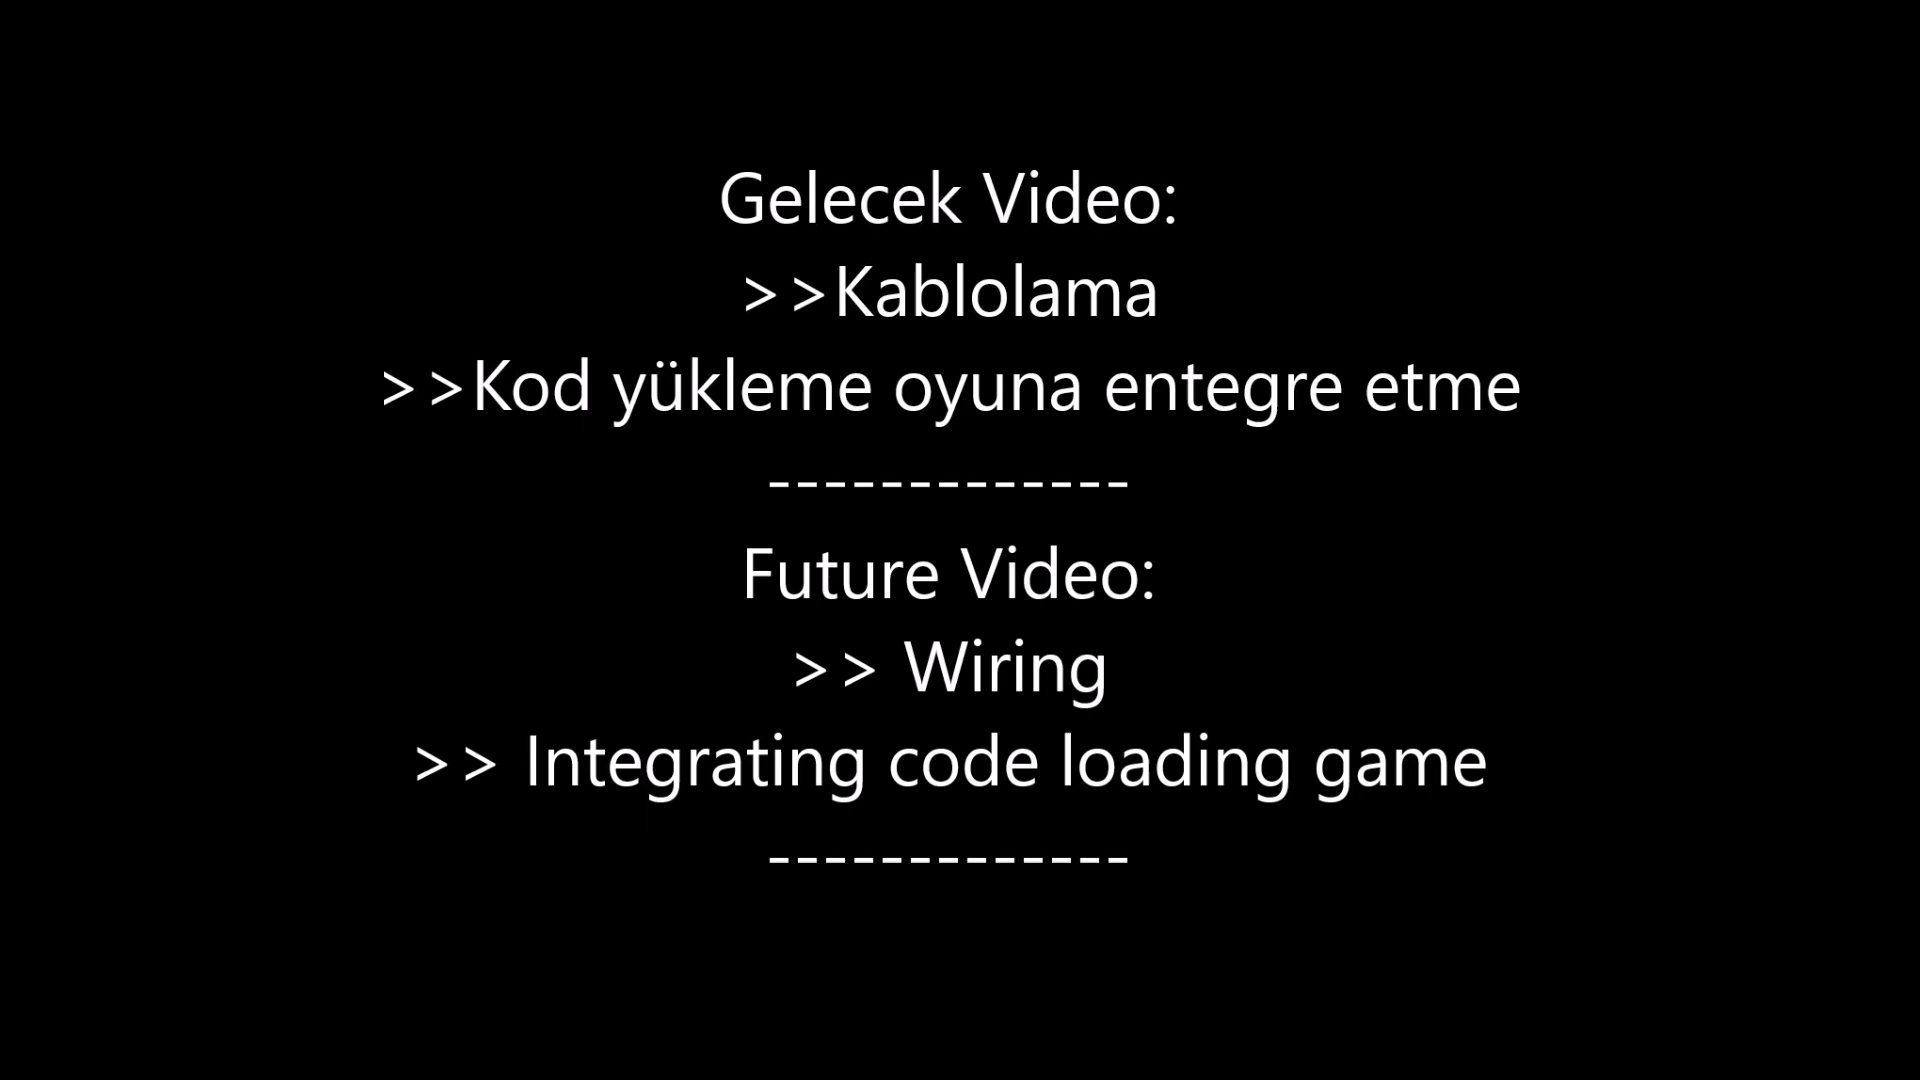 Gelecek Video:
>>Kablolama
>>Kod yükleme oyuna entegre etme
-------------
Future Video:
>> Wiring
>> Integrating code loading game
-------------